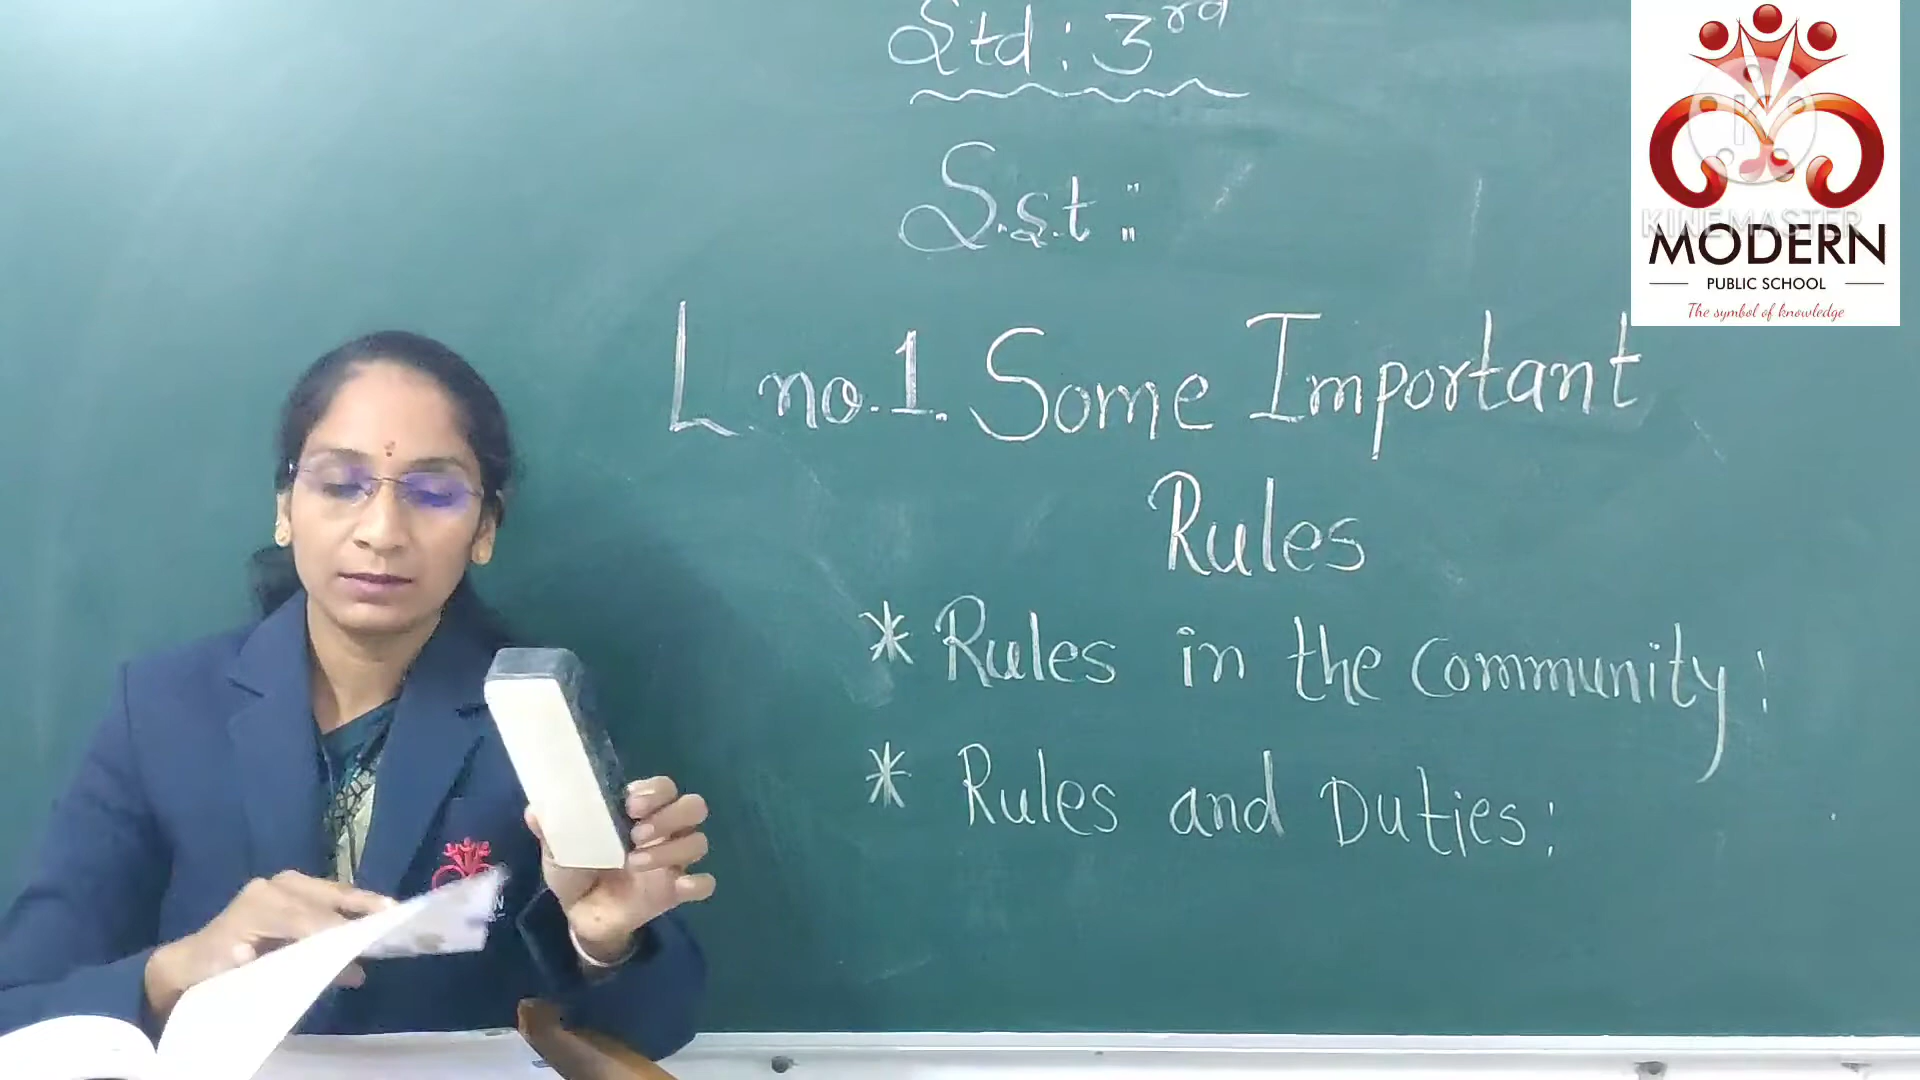 Std : 3rd
S.s.t :
L no.1. Some Important
Rules
* Rules in the community :
* Rules and Duties :
KINEMASTER
MODERN
PUBLIC SCHOOL
The symbol of knowledge